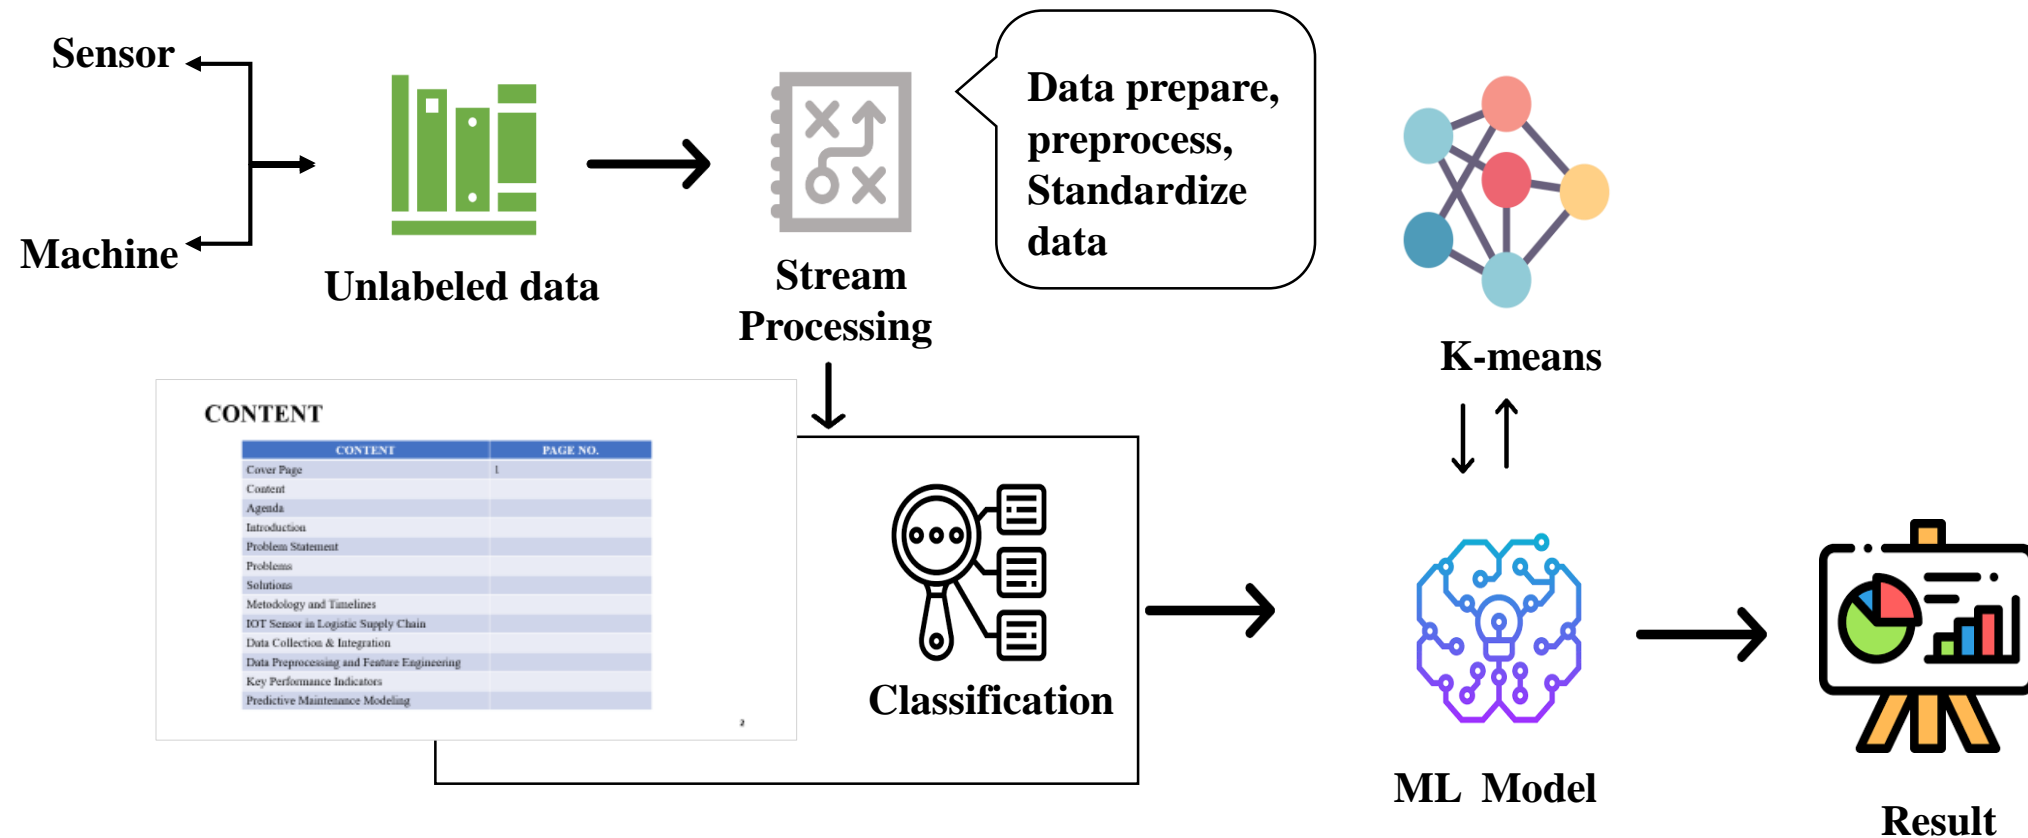 Sensor
Machine
Unlabeled data
Stream
Processing
Data prepare,
preprocess,
Standardize
data
K-means
CONTENT
CONTENT PAGE NO.
Cover Page 1
Content
Agenda
Introduction
Problem Statement
Problems
Solutions
Metodology and Timelines
IOT Sensor in Logistic Supply Chain
Data Collection & Integration
Data Preprocessing and Feature Engineering
Key Performance Indicators
Predictive Maintenance Modeling
2
Classification
ML Model
Result